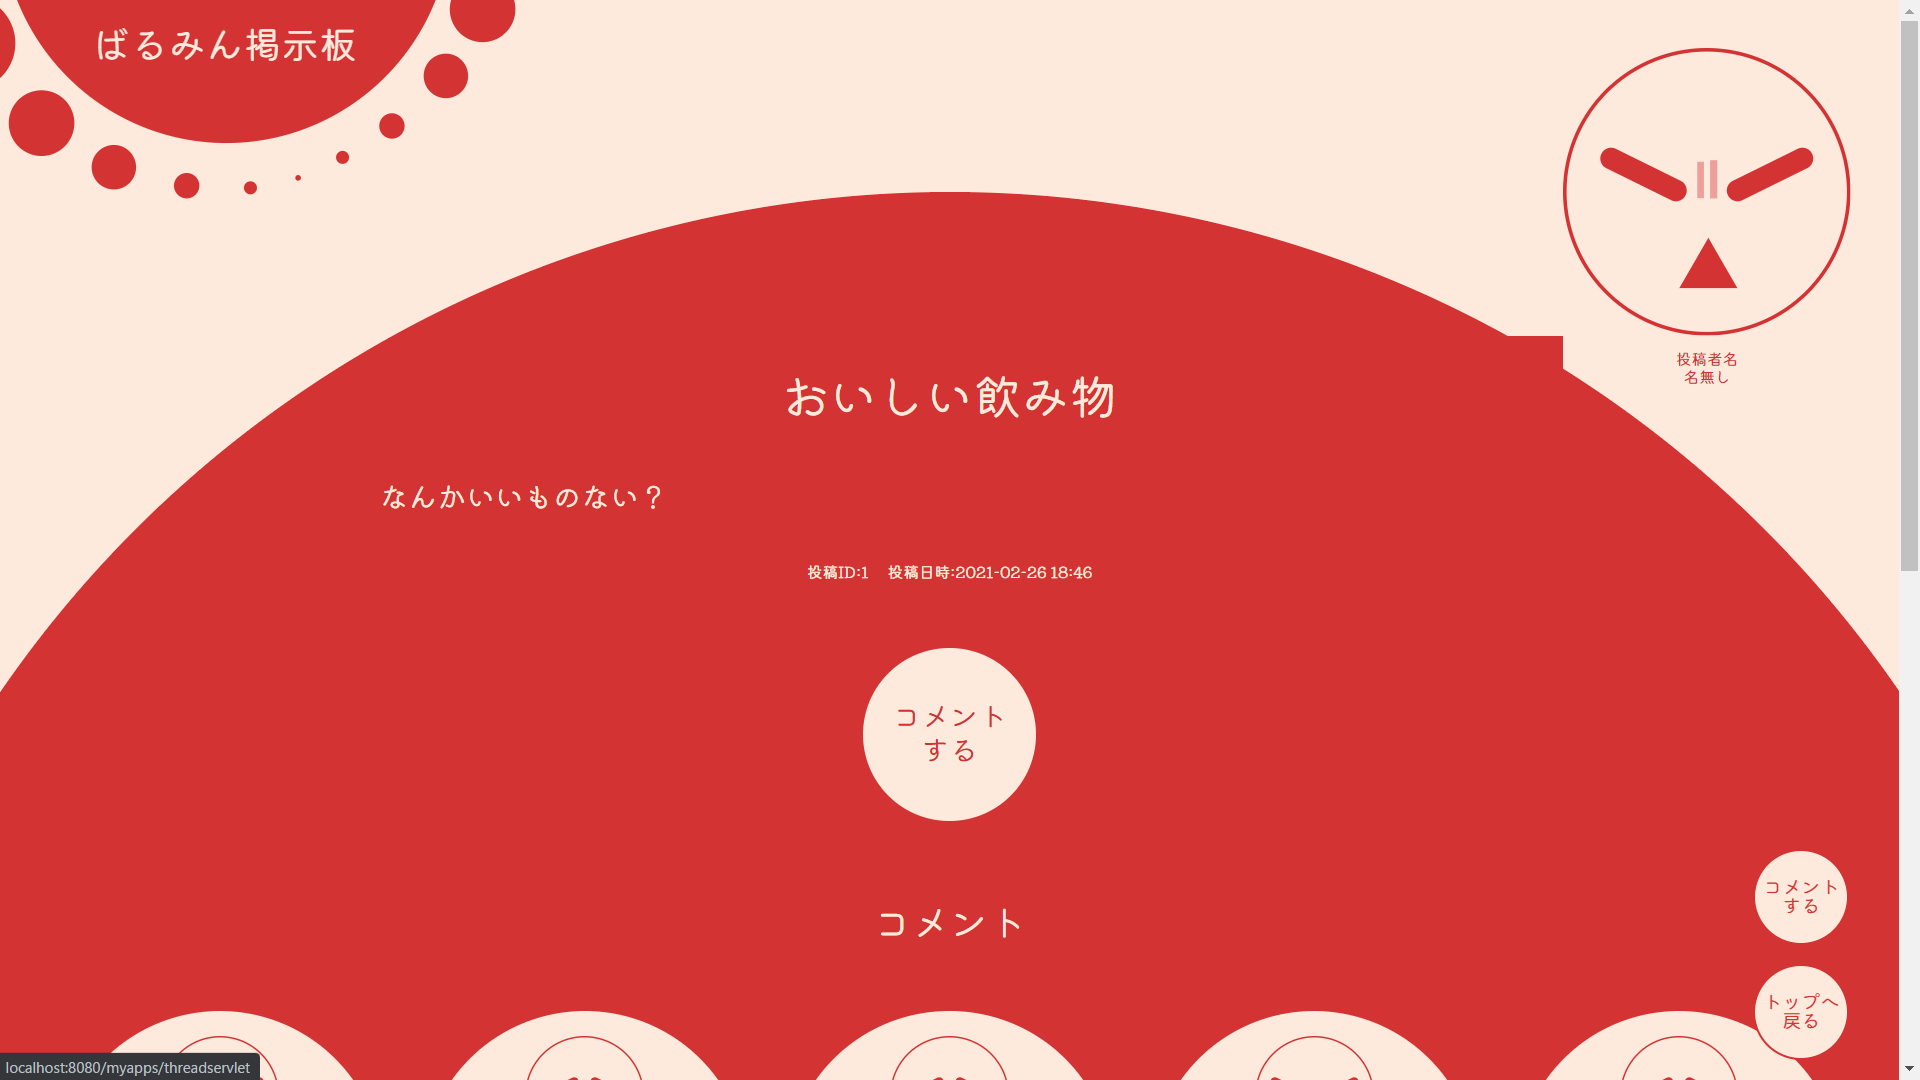 ばるみん掲示板
投稿者名
名無し
おいしい飲み物
なんかいいものない？
投稿ID:1 投稿日時:2021-02-26 18:46
コメント
する
コメント
コメント
する
トップへ
戻る
localhost:8080/myapps/threadservlet